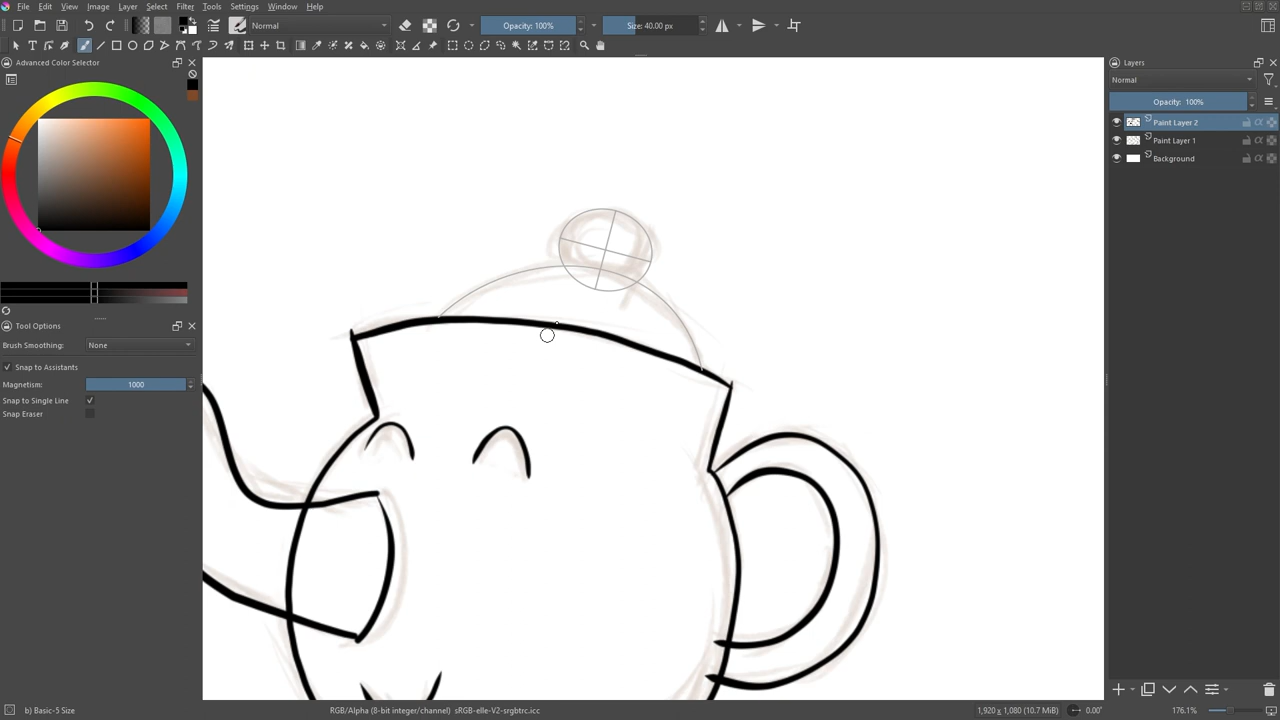 File Edit View Image Layer Select Filter Tools Settings Window Help
Normal Opacity: 100% Size: 40.00 px
Advanced Color Selector
Layers
Normal
Opacity: 100%
Paint Layer 2
Paint Layer 1
Background
Tool Options
Brush Smoothing: None
Snap to Assistants
Magnetism: 1000
Snap to Single Line
Snap Eraser
b) Basic-5 Size RGB/Alpha (8-bit integer/channel) sRGB-elle-V2-srgbtrc.icc 1,920 x 1,080 (10.7 MiB) 0.00° 176.1%